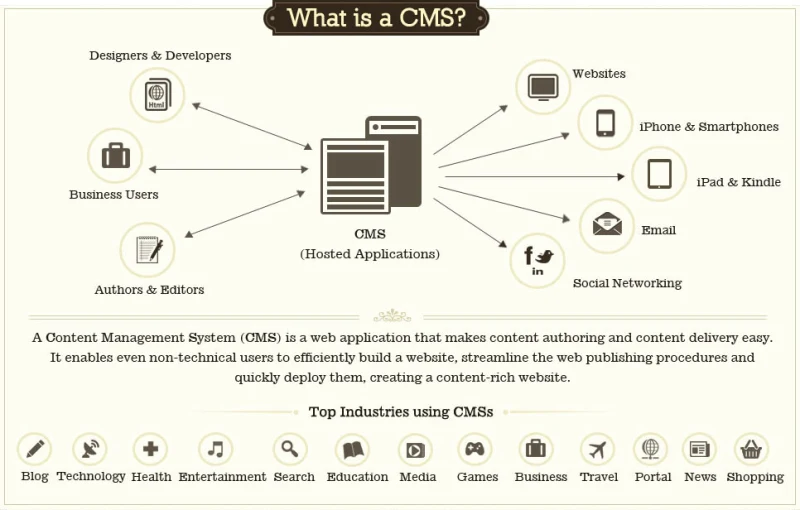 What is a CMS?
Designers & Developers
Html
Business Users
Authors & Editors
CMS
(Hosted Applications)
Websites
iPhone & Smartphones
iPad & Kindle
Email
f
in
Social Networking
A Content Management System (CMS) is a web application that makes content authoring and content delivery easy.
It enables even non-technical users to efficiently build a website, streamline the web publishing procedures and
quickly deploy them, creating a content-rich website.
Top Industries using CMSs
Blog Technology Health Entertainment Search Education Media Games Business Travel Portal News Shopping